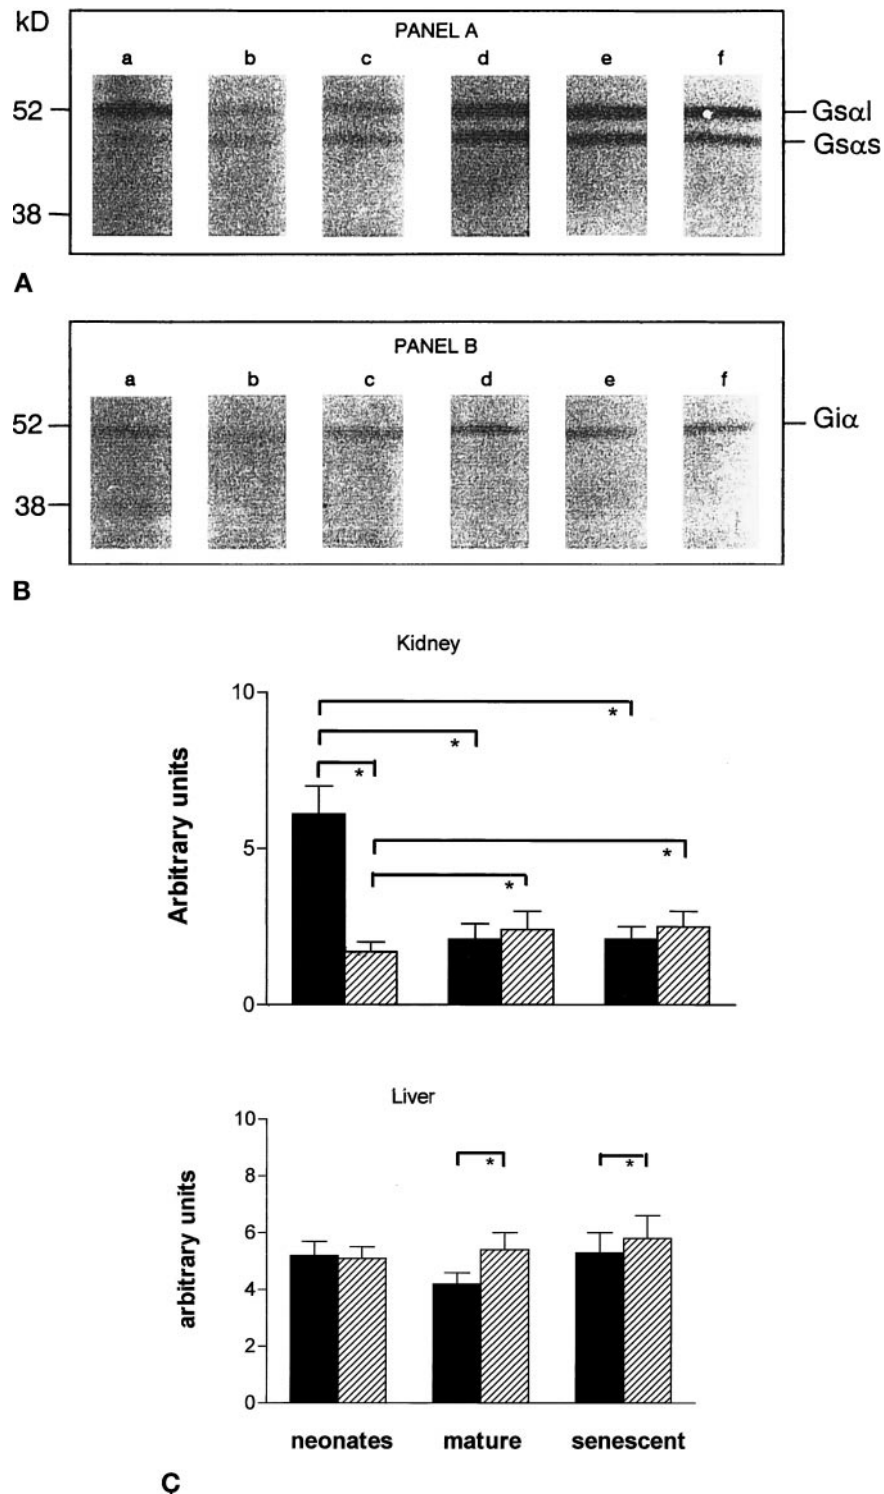 kD
PANEL A
a b c d e f
52 Gsαl
Gsαs
38
A
PANEL B
a b c d e f
52 Giα
38
B
Kidney
10
*
*
*
5
*
*
0
Arbitrary units
Liver
10
8
* *
6
4
2
0
arbitrary units
neonates mature senescent
C